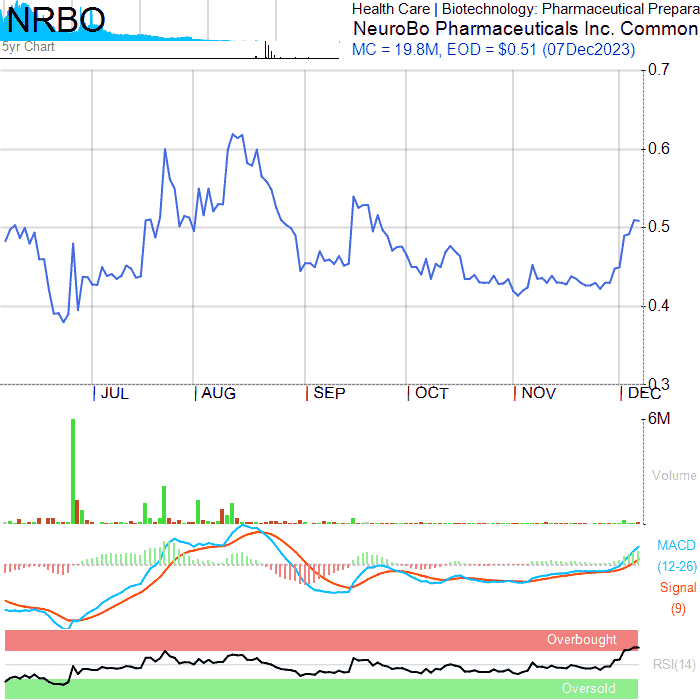 NRBO
5yr Chart
Health Care | Biotechnology: Pharmaceutical Prepara
NeuroBo Pharmaceuticals Inc. Common
MC = 19.8M, EOD = $0.51 (07Dec2023)
0.7
0.6
0.5
0.4
0.3
JUL AUG SEP OCT NOV DEC
6M
Volume
MACD
(12-26)
Signal
(9)
Overbought
RSI(14)
Oversold